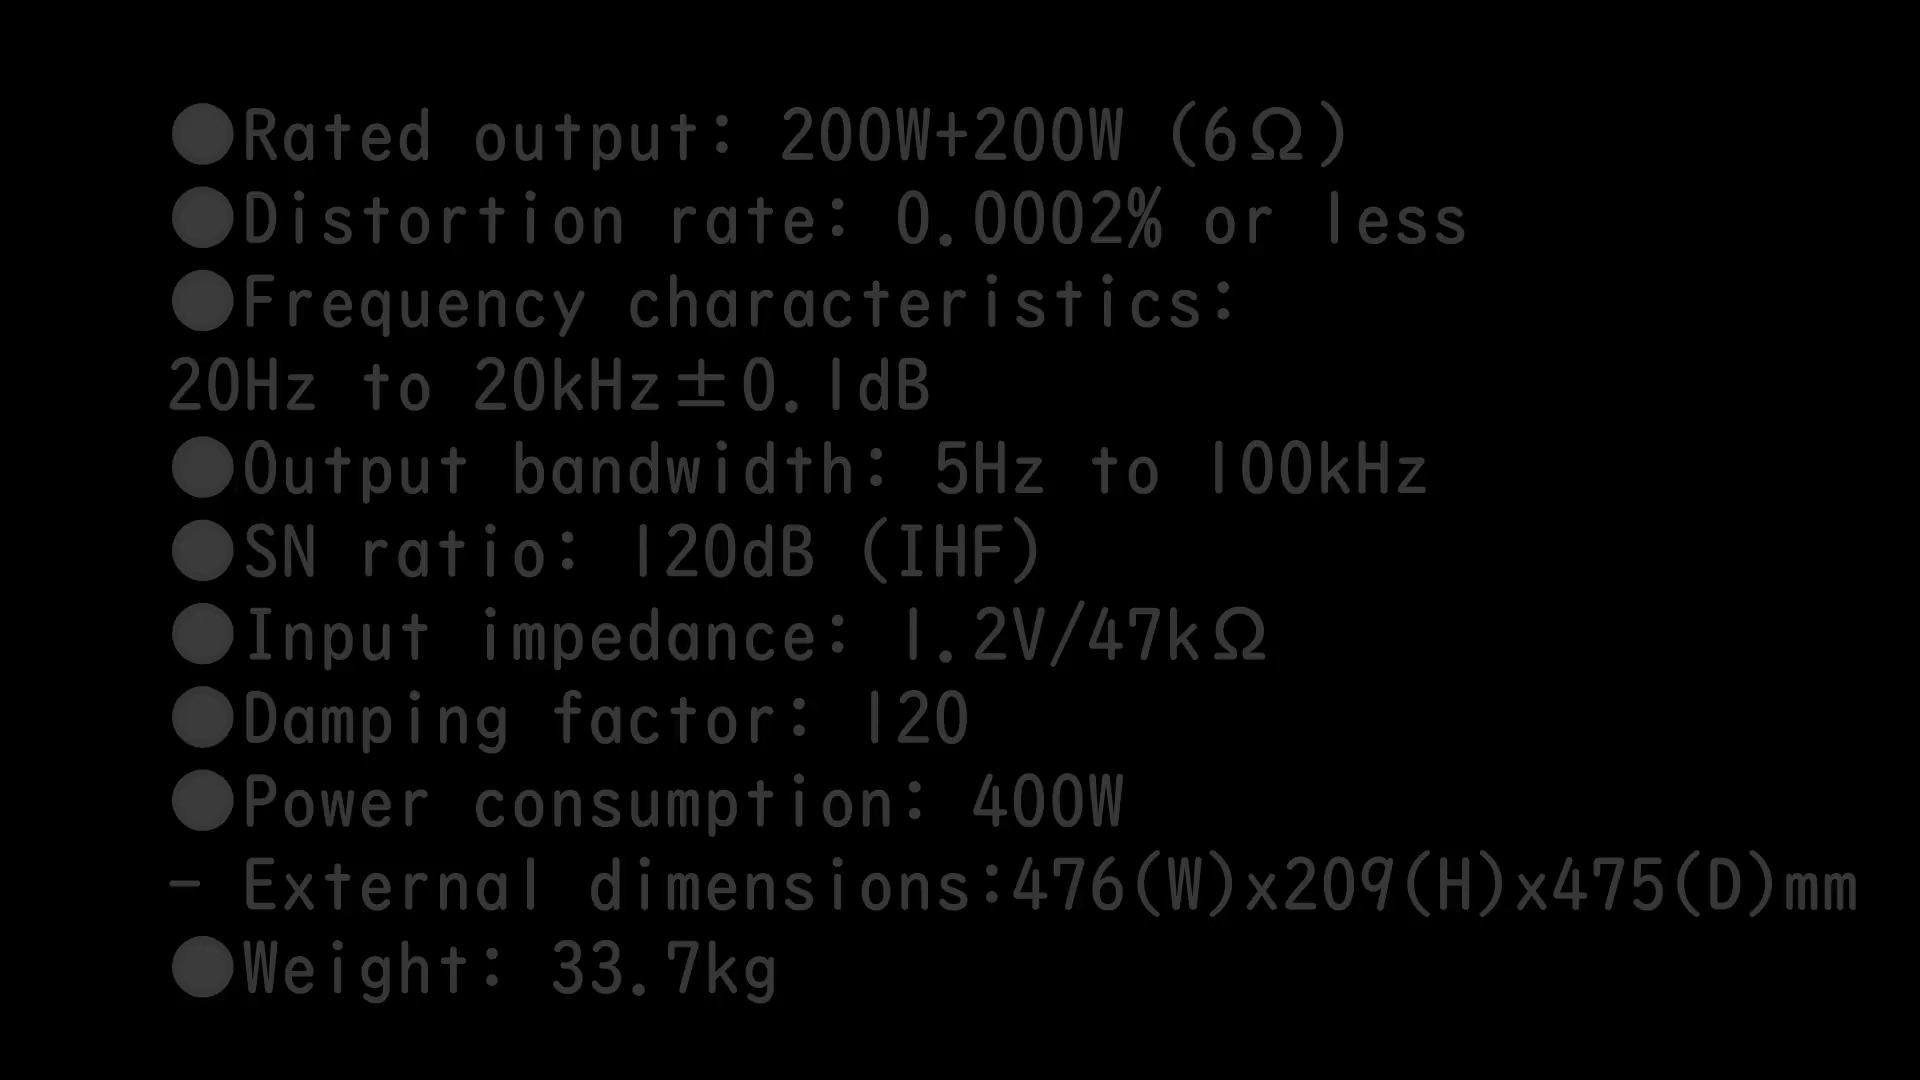 ●Rated output: 200W+200W (6Ω)
●Distortion rate: 0.0002% or less
●Frequency characteristics:
20Hz to 20kHz±0.1dB
●Output bandwidth: 5Hz to 100kHz
●SN ratio: 120dB (IHF)
●Input impedance: 1.2V/47kΩ
●Damping factor: 120
●Power consumption: 400W
- External dimensions:476(W)x209(H)x475(D)mm
●Weight: 33.7kg